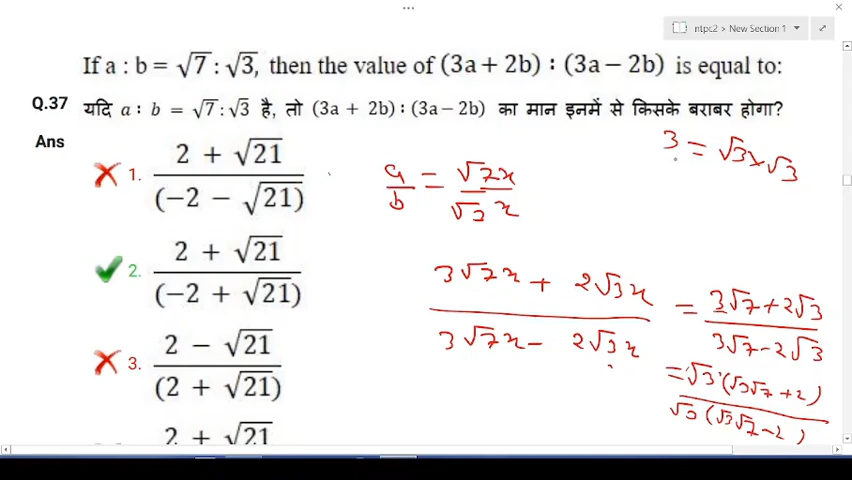 ntpc2 > New Section 1
If a : b = √7 : √3, then the value of (3a + 2b) : (3a − 2b) is equal to:
Q.37 यदि a : b = √7 : √3 है, तो (3a + 2b) : (3a − 2b) का मान इनमें से किसके बराबर होगा?
Ans
1. 2 + √21
(−2 − √21)
2. 2 + √21
(−2 + √21)
3. 2 − √21
(2 + √21)
2 + √21
3 = √3 × √3
a/b = √7x/√3x
3√7x + 2√3x
3√7x − 2√3x
= 3√7 + 2√3
3√7 − 2√3
= √3 (√3√7 + 2)
√3 (√3√7 − 2)